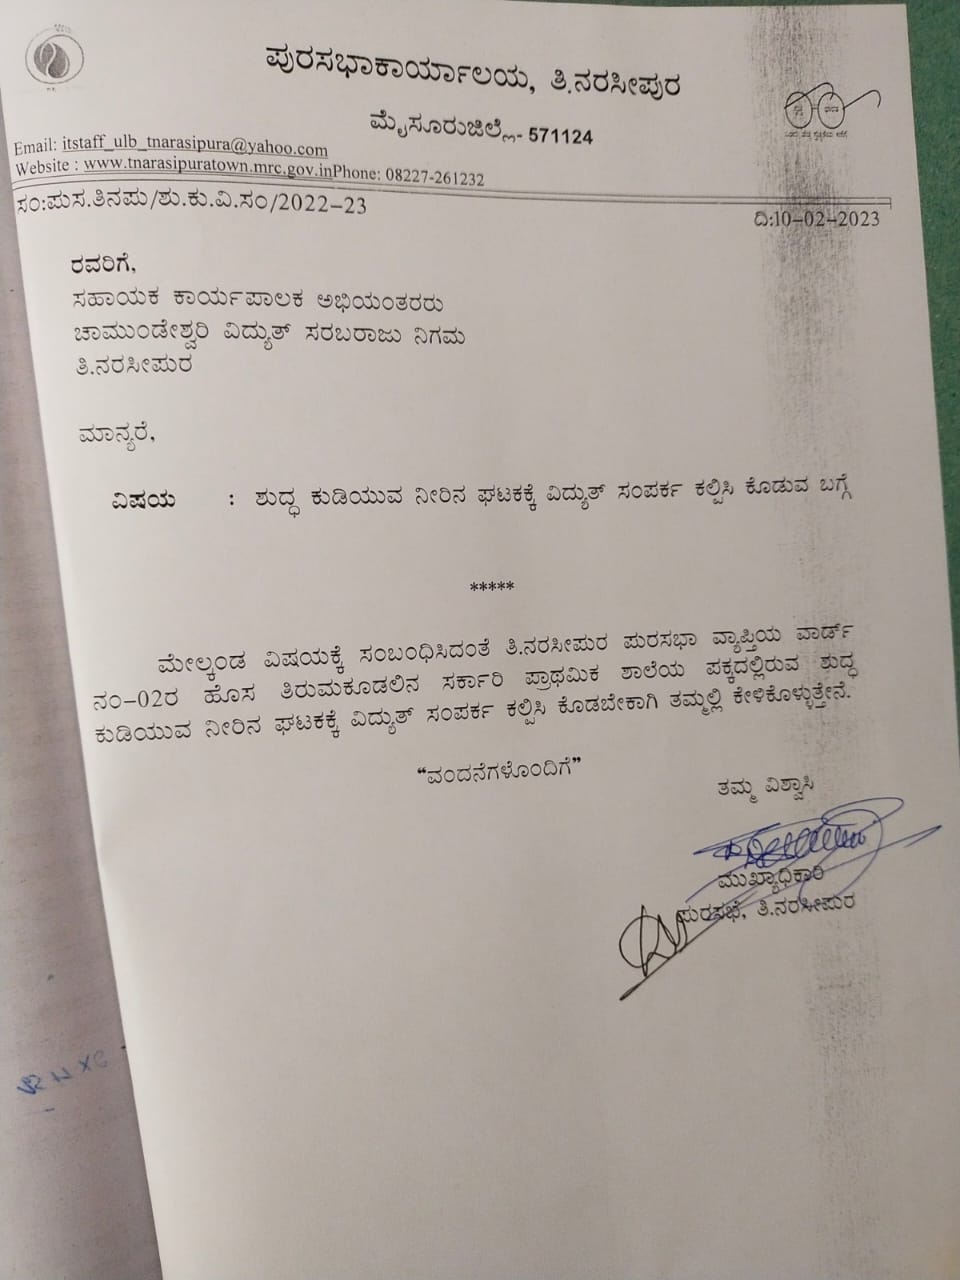 ಪುರಸಭಾಕಾರ್ಯಾಲಯ, ತಿ.ನರಸೀಪುರ
ಮೈಸೂರುಜಿಲ್ಲೆ- 571124
Email: itstaff_ulb_tnarasipura@yahoo.com
Website : www.tnarasipuratown.mrc.gov.inPhone: 08227-261232
ಸಂ:ಪುಸ.ತಿನಪು/ಶು.ಕು.ವಿ.ಸಂ/2022-23
ದಿ:10-02-2023
ರವರಿಗೆ,
ಸಹಾಯಕ ಕಾರ್ಯಪಾಲಕ ಅಭಿಯಂತರರು
ಚಾಮುಂಡೇಶ್ವರಿ ವಿದ್ಯುತ್ ಸರಬರಾಜು ನಿಗಮ
ತಿ.ನರಸೀಪುರ
ಮಾನ್ಯರೆ,
ವಿಷಯ : ಶುದ್ಧ ಕುಡಿಯುವ ನೀರಿನ ಘಟಕಕ್ಕೆ ವಿದ್ಯುತ್ ಸಂಪರ್ಕ ಕಲ್ಪಿಸಿ ಕೊಡುವ ಬಗ್ಗೆ
*****
ಮೇಲ್ಕಂಡ ವಿಷಯಕ್ಕೆ ಸಂಬಂಧಿಸಿದಂತೆ ತಿ.ನರಸೀಪುರ ಪುರಸಭಾ ವ್ಯಾಪ್ತಿಯ ವಾರ್ಡ್
ನಂ-02ರ ಹೊಸ ತಿರುಮಕೂಡಲಿನ ಸರ್ಕಾರಿ ಪ್ರಾಥಮಿಕ ಶಾಲೆಯ ಪಕ್ಕದಲ್ಲಿರುವ ಶುದ್ಧ
ಕುಡಿಯುವ ನೀರಿನ ಘಟಕಕ್ಕೆ ವಿದ್ಯುತ್ ಸಂಪರ್ಕ ಕಲ್ಪಿಸಿ ಕೊಡಬೇಕಾಗಿ ತಮ್ಮಲ್ಲಿ ಕೇಳಿಕೊಳ್ಳುತ್ತೇನೆ.
“ವಂದನೆಗಳೊಂದಿಗೆ”
ತಮ್ಮ ವಿಶ್ವಾಸಿ
ಮುಖ್ಯಾಧಿಕಾರಿ
ಪುರಸಭೆ, ತಿ.ನರಸೀಪುರ